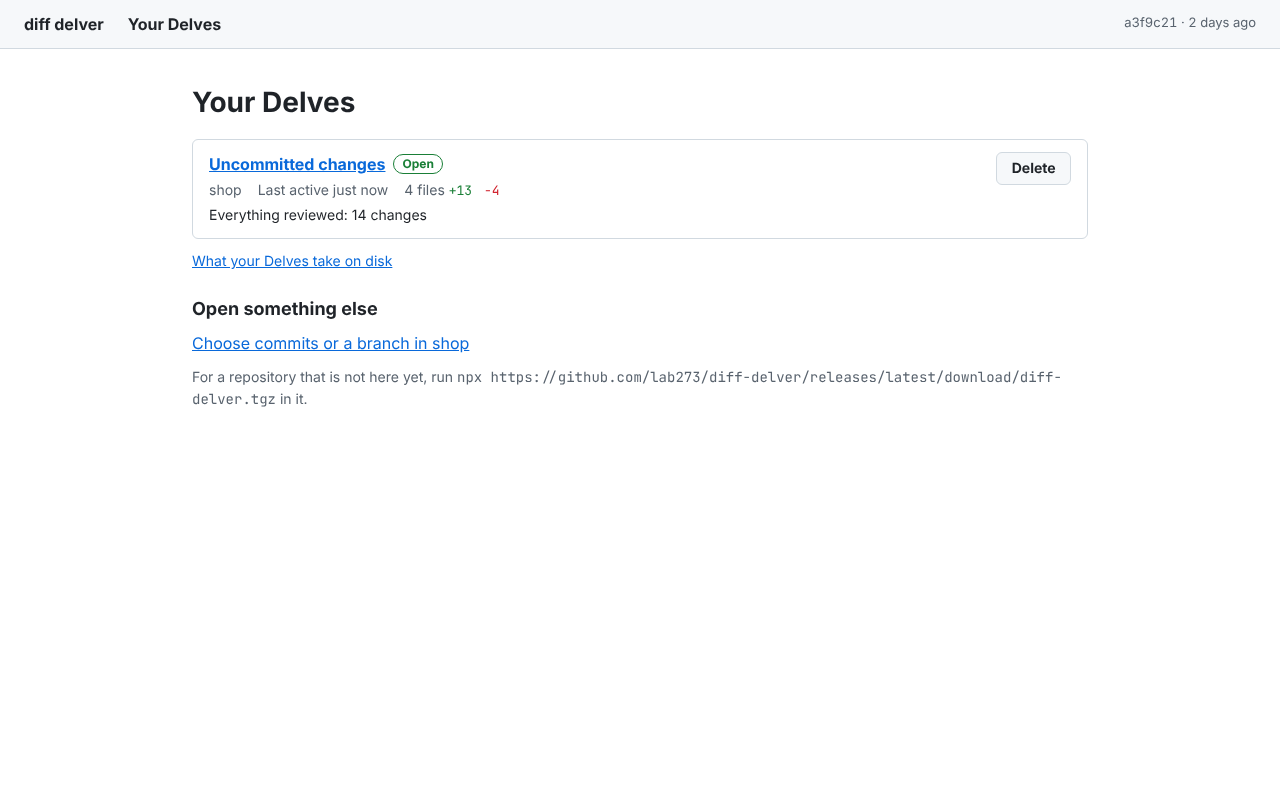 diff delver Your Delves a3f9c21 · 2 days ago
Your Delves
Uncommitted changes Open Delete
shop Last active just now 4 files +13 -4
Everything reviewed: 14 changes
What your Delves take on disk
Open something else
Choose commits or a branch in shop
For a repository that is not here yet, run npx https://github.com/lab273/diff-delver/releases/latest/download/diff-
delver.tgz in it.